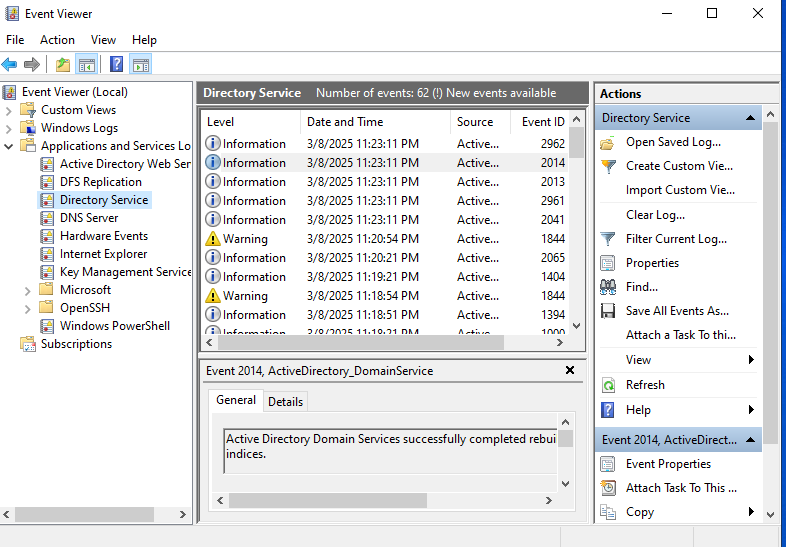 Event Viewer
File Action View Help
Event Viewer (Local)
Custom Views
Windows Logs
Applications and Services Lo
Active Directory Web Ser
DFS Replication
Directory Service
DNS Server
Hardware Events
Internet Explorer
Key Management Service
Microsoft
OpenSSH
Windows PowerShell
Subscriptions
Directory Service Number of events: 62 (!) New events available
Level Date and Time Source Event ID
Information 3/8/2025 11:23:11 PM Active... 2962
Information 3/8/2025 11:23:11 PM Active... 2014
Information 3/8/2025 11:23:11 PM Active... 2013
Information 3/8/2025 11:23:11 PM Active... 2961
Information 3/8/2025 11:23:11 PM Active... 2041
Warning 3/8/2025 11:20:54 PM Active... 1844
Information 3/8/2025 11:20:21 PM Active... 2065
Information 3/8/2025 11:19:21 PM Active... 1404
Warning 3/8/2025 11:18:54 PM Active... 1844
Information 3/8/2025 11:18:51 PM Active... 1394
Information 3/8/2025 11:18:21 PM Active... 1000
Event 2014, ActiveDirectory_DomainService
General Details
Active Directory Domain Services successfully completed rebui
indices.
Actions
Directory Service
Open Saved Log...
Create Custom Vie...
Import Custom Vie...
Clear Log...
Filter Current Log...
Properties
Find...
Save All Events As...
Attach a Task To thi...
View
Refresh
Help
Event 2014, ActiveDirect...
Event Properties
Attach Task To This ...
Copy